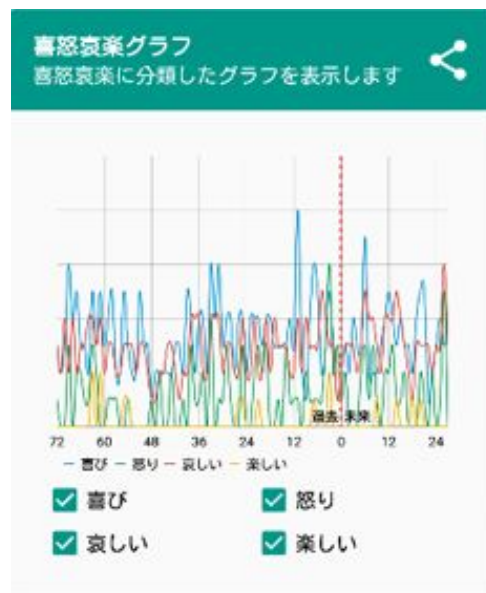 喜怒哀楽グラフ
喜怒哀楽に分類したグラフを表示します
過去 未来
72 60 48 36 24 12 0 12 24
喜び 怒り 哀しい 楽しい
喜び 怒り
哀しい 楽しい